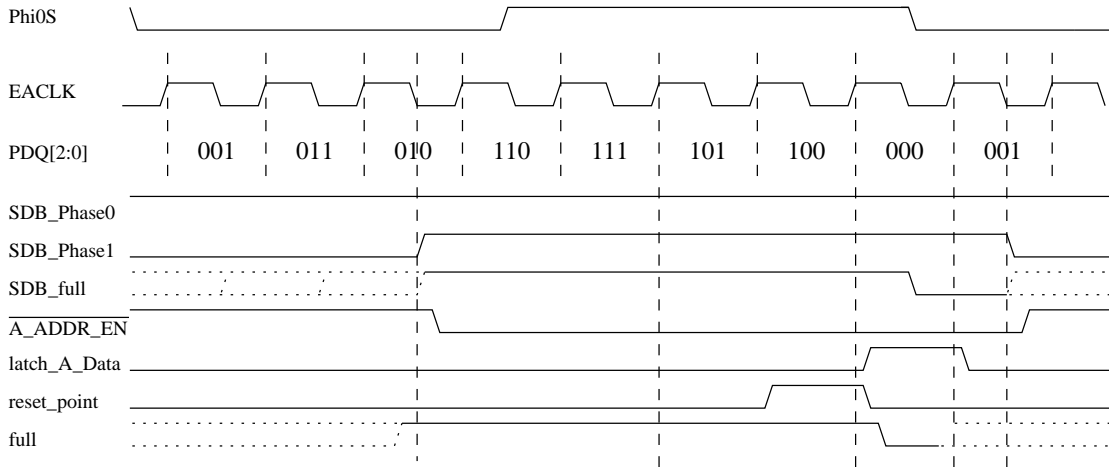 Phi0S
EACLK
PDQ[2:0] 001 011 010 110 111 101 100 000 001
SDB_Phase0
SDB_Phase1
SDB_full
A_ADDR_EN
latch_A_Data
reset_point
full